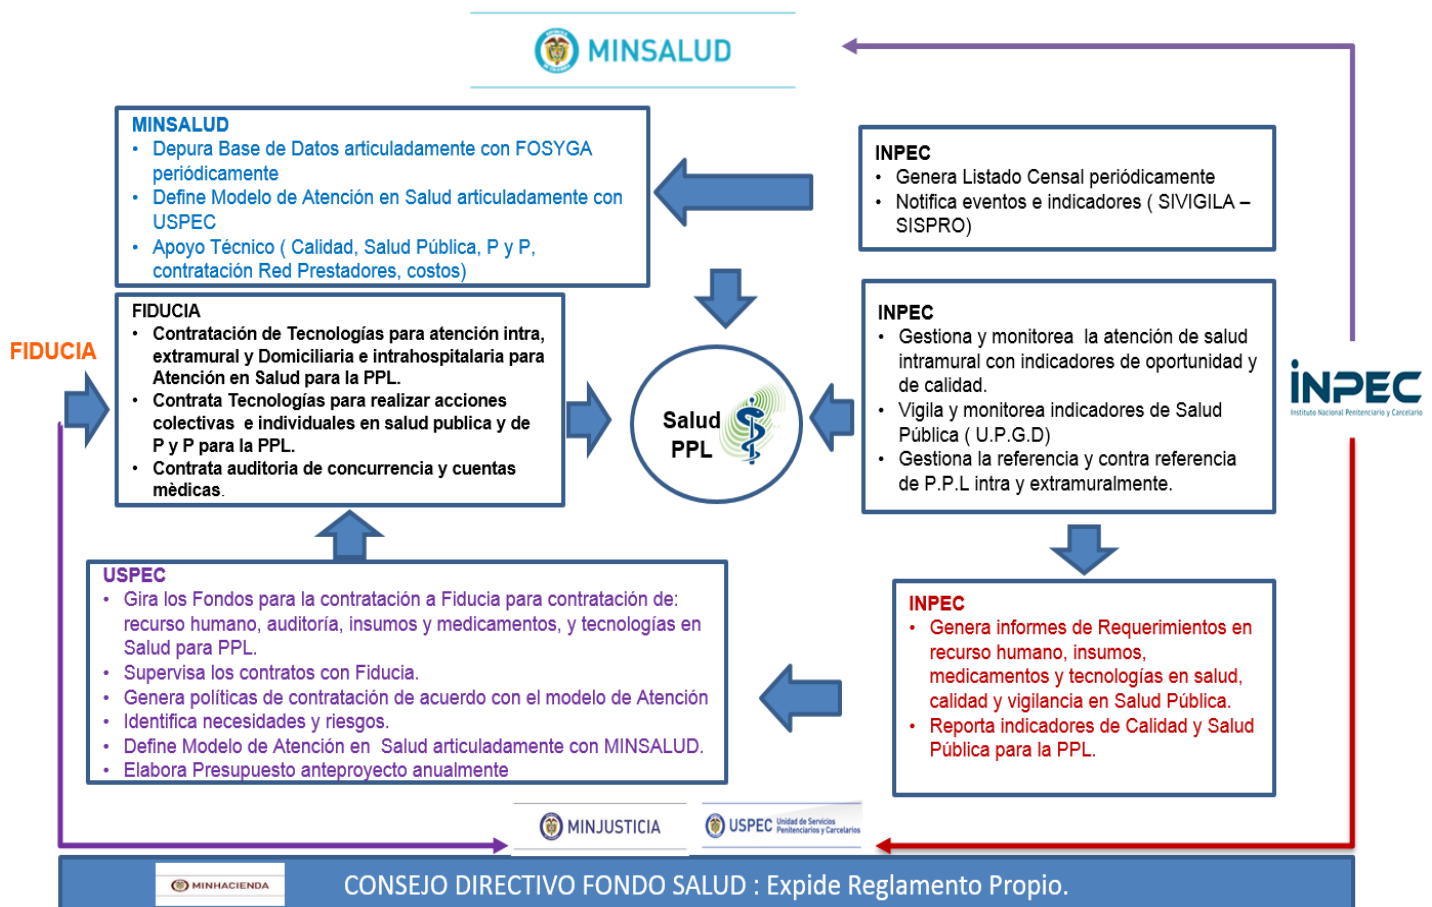 MINSALUD
MINSALUD
• Depura Base de Datos articuladamente con FOSYGA
periódicamente
• Define Modelo de Atención en Salud articuladamente con
USPEC
• Apoyo Técnico ( Calidad, Salud Pública, P y P,
contratación Red Prestadores, costos)
INPEC
• Genera Listado Censal periódicamente
• Notifica eventos e indicadores ( SIVIGILA –
SISPRO)
FIDUCIA
FIDUCIA
• Contratación de Tecnologías para atención intra,
extramural y Domiciliaria e intrahospitalaria para
Atención en Salud para la PPL.
• Contrata Tecnologías para realizar acciones
colectivas e individuales en salud publica y de
P y P para la PPL.
• Contrata auditoria de concurrencia y cuentas
mèdicas.
Salud
PPL
INPEC
• Gestiona y monitorea la atención de salud
intramural con indicadores de oportunidad y
de calidad.
• Vigila y monitorea indicadores de Salud
Pública ( U.P.G.D)
• Gestiona la referencia y contra referencia
de P.P.L intra y extramuralmente.
INPEC
Instituto Nacional Penitenciario y Carcelario
USPEC
• Gira los Fondos para la contratación a Fiducia para contratación de:
recurso humano, auditoría, insumos y medicamentos, y tecnologías en
Salud para PPL.
• Supervisa los contratos con Fiducia.
• Genera políticas de contratación de acuerdo con el modelo de Atención
• Identifica necesidades y riesgos.
• Define Modelo de Atención en Salud articuladamente con MINSALUD.
• Elabora Presupuesto anteproyecto anualmente
INPEC
• Genera informes de Requerimientos en
recurso humano, insumos,
medicamentos y tecnologías en salud,
calidad y vigilancia en Salud Pública.
• Reporta indicadores de Calidad y Salud
Pública para la PPL.
MINJUSTICIA
USPEC Unidad de Servicios
Penitenciarios y Carcelarios
MINHACIENDA
CONSEJO DIRECTIVO FONDO SALUD : Expide Reglamento Propio.